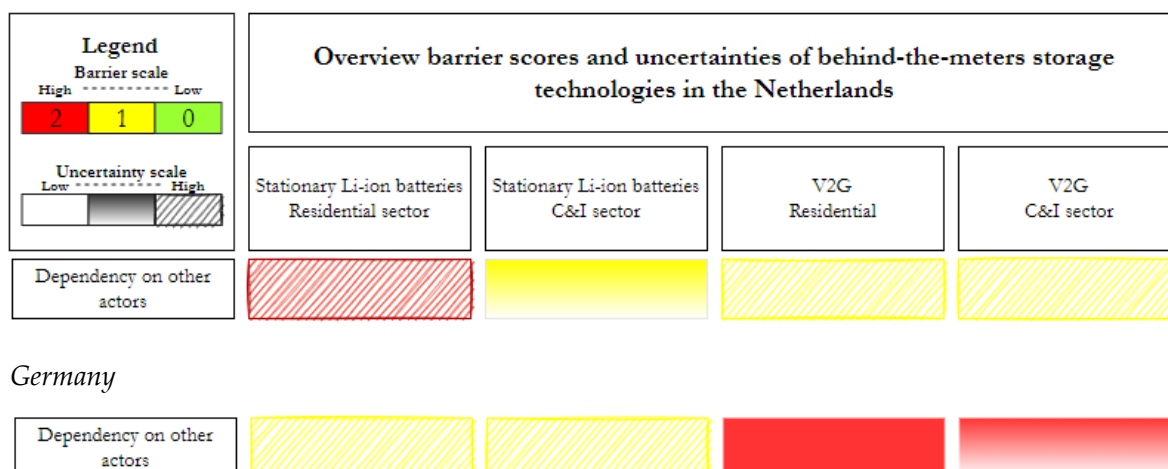 Legend
Barrier scale
High Low
2 1 0
Uncertainty scale
Low High
Overview barrier scores and uncertainties of behind-the-meters storage
technologies in the Netherlands
Stationary Li-ion batteries
Residential sector
Stationary Li-ion batteries
C&I sector
V2G
Residential
V2G
C&I sector
Dependency on other
actors
Germany
Dependency on other
actors